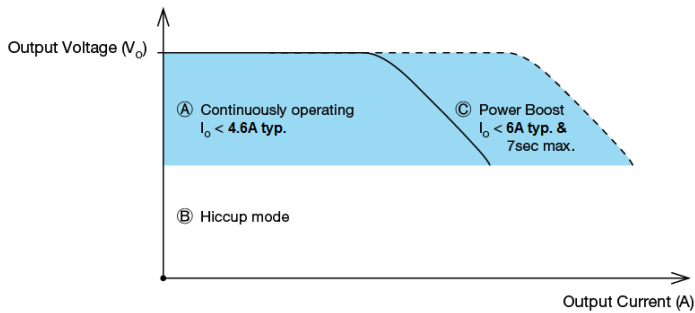 Output Voltage (Vo)
Ⓐ Continuously operating
Io < 4.6A typ.
Ⓒ Power Boost
Io < 6A typ. &
7sec max.
Ⓑ Hiccup mode
Output Current (A)